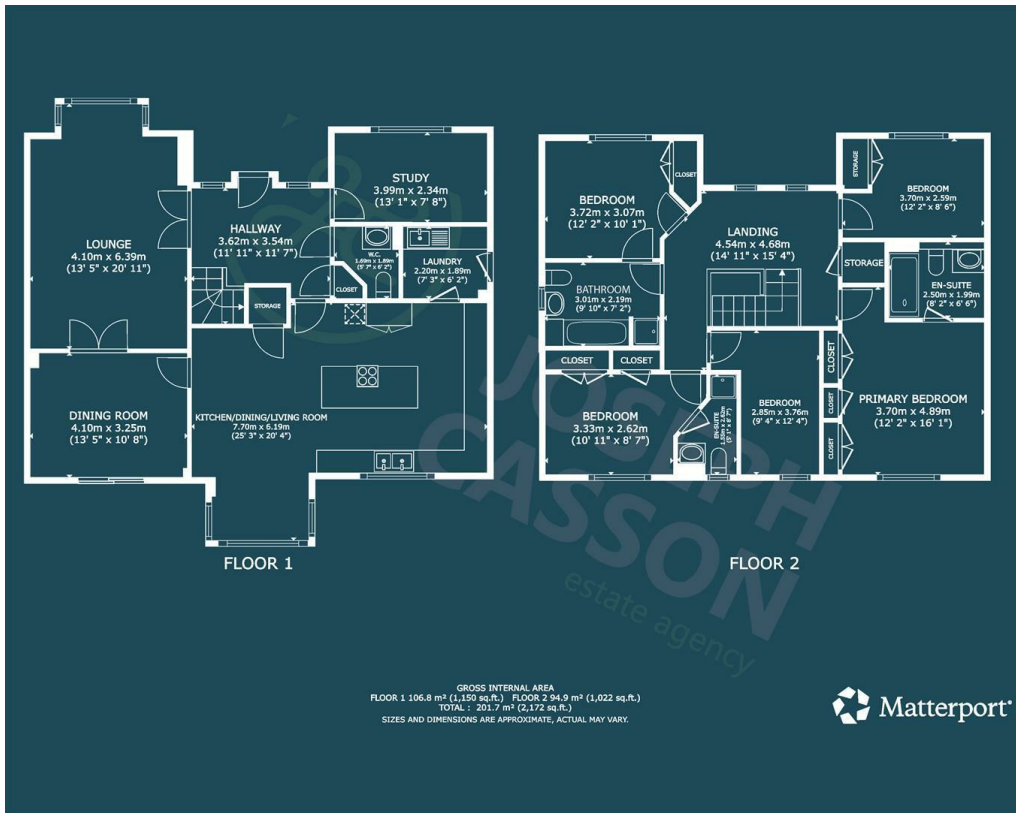 LOUNGE
4.10m x 6.39m
(13' 5" x 20' 11")
HALLWAY
3.62m x 3.54m
(11' 11" x 11' 7")
STUDY
3.99m x 2.34m
(13' 1" x 7' 8")
W.C.
1.69m x 1.89m
(5' 7" x 6' 2")
CLOSET
LAUNDRY
2.20m x 1.89m
(7' 3" x 6' 2")
STORAGE
DINING ROOM
4.10m x 3.25m
(13' 5" x 10' 8")
KITCHEN/DINING/LIVING ROOM
7.70m x 6.19m
(25' 3" x 20' 4")
FLOOR 1
BEDROOM
3.72m x 3.07m
(12' 2" x 10' 1")
CLOSET
LANDING
4.54m x 4.68m
(14' 11" x 15' 4")
STORAGE
BEDROOM
3.70m x 2.59m
(12' 2" x 8' 6")
STORAGE
EN-SUITE
2.50m x 1.99m
(8' 2" x 6' 6")
BATHROOM
3.01m x 2.19m
(9' 10" x 7' 2")
CLOSET
CLOSET
BEDROOM
3.33m x 2.62m
(10' 11" x 8' 7")
EN-SUITE
1.55m x 2.62m
(5' 1" x 8' 7")
BEDROOM
2.85m x 3.76m
(9' 4" x 12' 4")
CLOSET
CLOSET
CLOSET
PRIMARY BEDROOM
3.70m x 4.89m
(12' 2" x 16' 1")
FLOOR 2
JOSEPH
CASSON
estate agency
GROSS INTERNAL AREA
FLOOR 1 106.8 m² (1,150 sq.ft.) FLOOR 2 94.9 m² (1,022 sq.ft.)
TOTAL : 201.7 m² (2,172 sq.ft.)
SIZES AND DIMENSIONS ARE APPROXIMATE, ACTUAL MAY VARY.
Matterport®